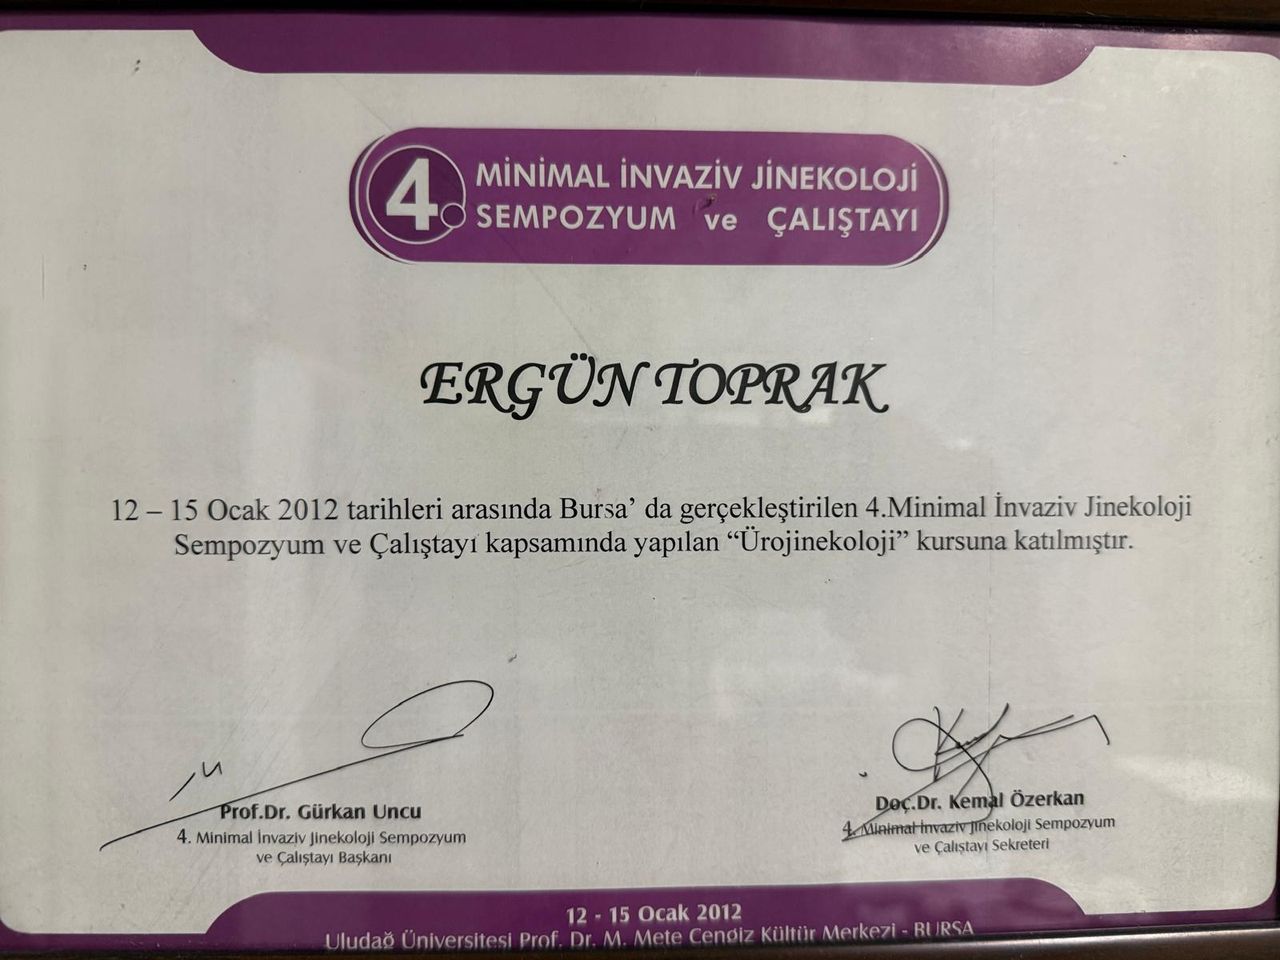 4. MİNİMAL İNVAZİV JİNEKOLOJİ
SEMPOZYUM ve ÇALIŞTAYI
ERGÜN TOPRAK
12 – 15 Ocak 2012 tarihleri arasında Bursa’ da gerçekleştirilen 4.Minimal İnvaziv Jinekoloji
Sempozyum ve Çalıştayı kapsamında yapılan “Ürojinekoloji” kursuna katılmıştır.
Prof.Dr. Gürkan Uncu
4. Minimal İnvaziv Jinekoloji Sempozyum
ve Çalıştayı Başkanı
Doç.Dr. Kemal Özerkan
4. Minimal İnvaziv Jinekoloji Sempozyum
ve Çalıştayı Sekreteri
12 - 15 Ocak 2012
Uludağ Üniversitesi Prof. Dr. M. Mete Cengiz Kültür Merkezi - BURSA